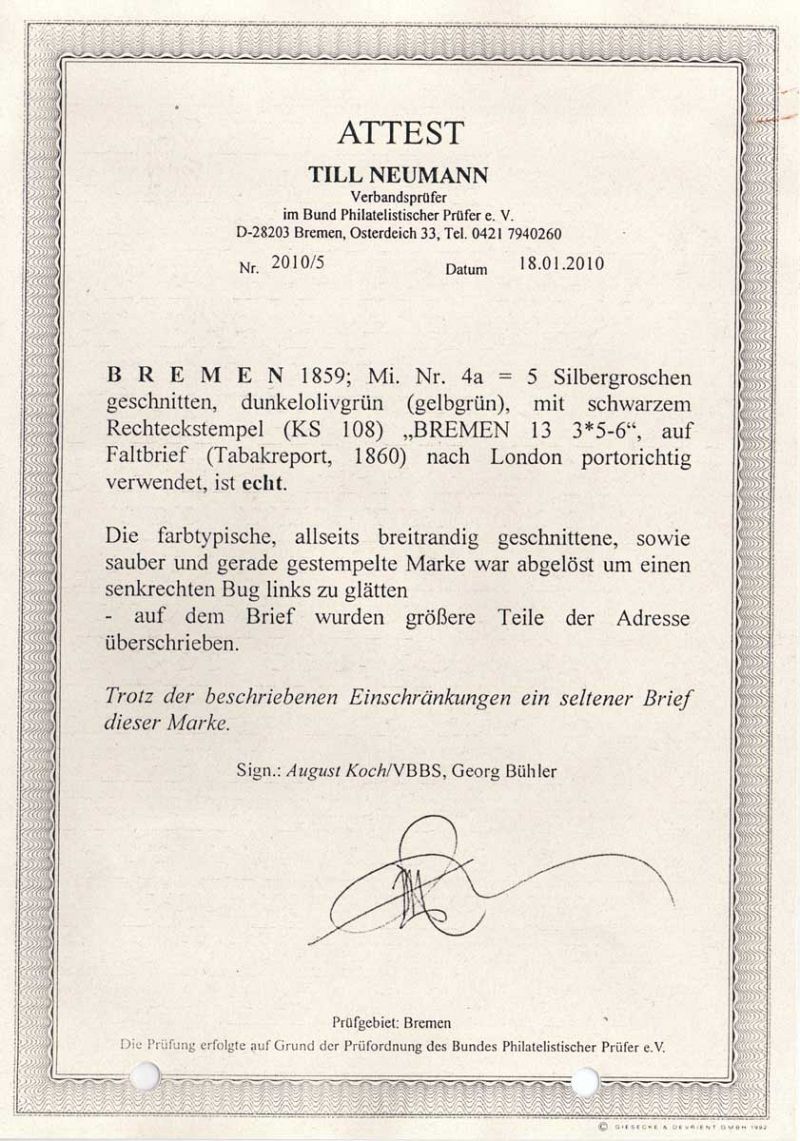 ATTEST
TILL NEUMANN
Verbandsprüfer
im Bund Philatelistischer Prüfer e. V.
D-28203 Bremen, Osterdeich 33, Tel. 0421 7940260
Nr. 2010/5 Datum 18.01.2010
B R E M E N 1859; Mi. Nr. 4a = 5 Silbergroschen
geschnitten, dunkelolivgrün (gelbgrün), mit schwarzem
Rechteckstempel (KS 108) „BREMEN 13 3*5-6“, auf
Faltbrief (Tabakreport, 1860) nach London portorichtig
verwendet, ist echt.
Die farbtypische, allseits breitrandig geschnittene, sowie
sauber und gerade gestempelte Marke war abgelöst um einen
senkrechten Bug links zu glätten
- auf dem Brief wurden größere Teile der Adresse
überschrieben.
Trotz der beschriebenen Einschränkungen ein seltener Brief
dieser Marke.
Sign.: August Koch/VBBS, Georg Bühler
Prüfgebiet: Bremen
Die Prüfung erfolgte auf Grund der Prüfordnung des Bundes Philatelistischer Prüfer e.V.
© GIESECKE & DEVRIENT GMBH 1992